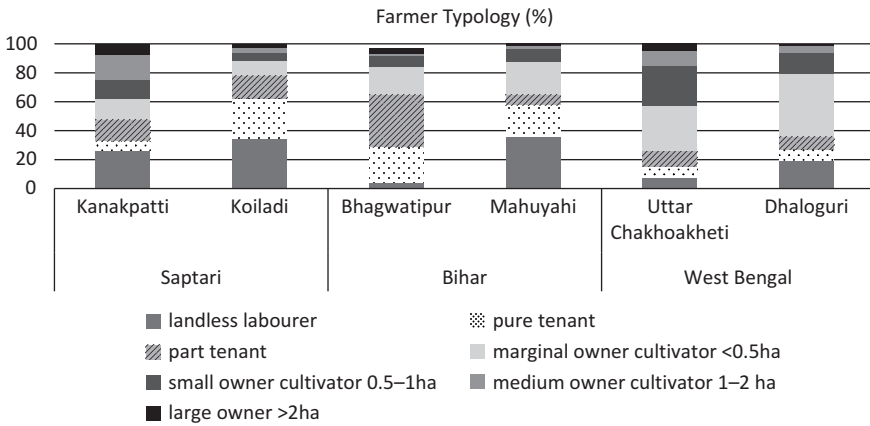 Farmer Typology (%)
100
80
60
40
20
0
Kanakpatti Koiladi Bhagwatipur Mahuyahi Uttar Chakhoakheti Dhaloguri
Saptari Bihar West Bengal
landless labourer pure tenant
part tenant marginal owner cultivator <0.5ha
small owner cultivator 0.5–1ha medium owner cultivator 1–2 ha
large owner >2ha